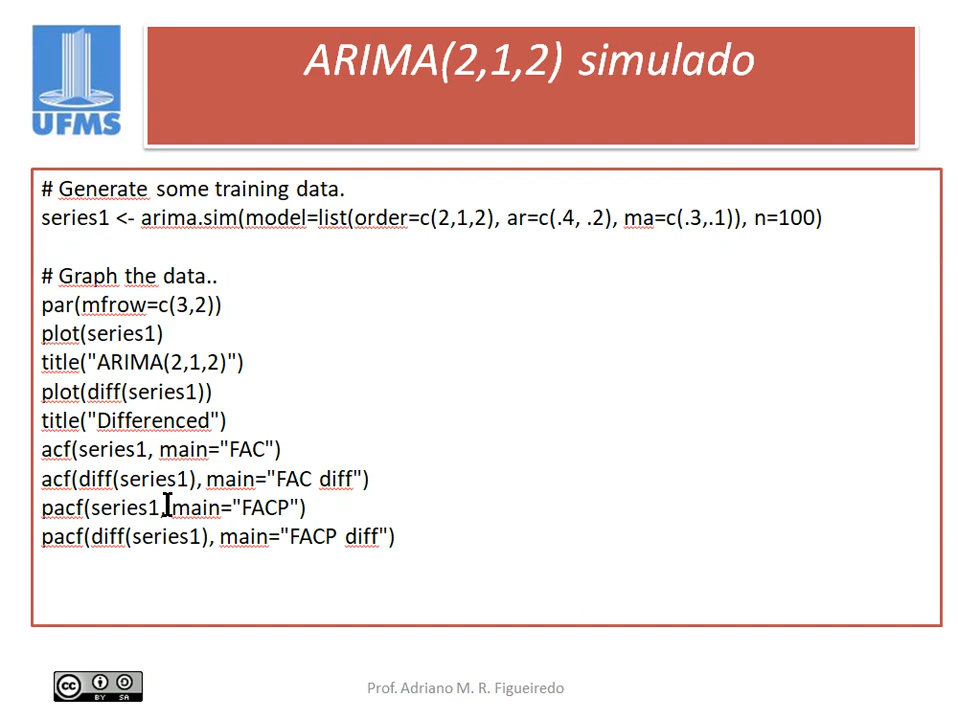 UFMS
ARIMA(2,1,2) simulado
# Generate some training data.
series1 <- arima.sim(model=list(order=c(2,1,2), ar=c(.4, .2), ma=c(.3,.1)), n=100)
# Graph the data..
par(mfrow=c(3,2))
plot(series1)
title("ARIMA(2,1,2)")
plot(diff(series1))
title("Differenced")
acf(series1, main="FAC")
acf(diff(series1), main="FAC diff")
pacf(series1, main="FACP")
pacf(diff(series1), main="FACP diff")
cc BY SA
Prof. Adriano M. R. Figueiredo